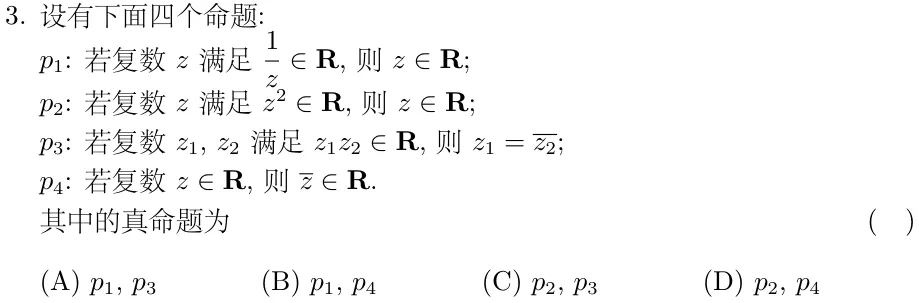 3. 设有下面四个命题:
p₁: 若复数 z 满足 1/z ∈ R, 则 z ∈ R;
p₂: 若复数 z 满足 z² ∈ R, 则 z ∈ R;
p₃: 若复数 z₁, z₂ 满足 z₁z₂ ∈ R, 则 z₁ = z̅₂;
p₄: 若复数 z ∈ R, 则 z̅ ∈ R.
其中的真命题为 ( )
(A) p₁, p₃ (B) p₁, p₄ (C) p₂, p₃ (D) p₂, p₄